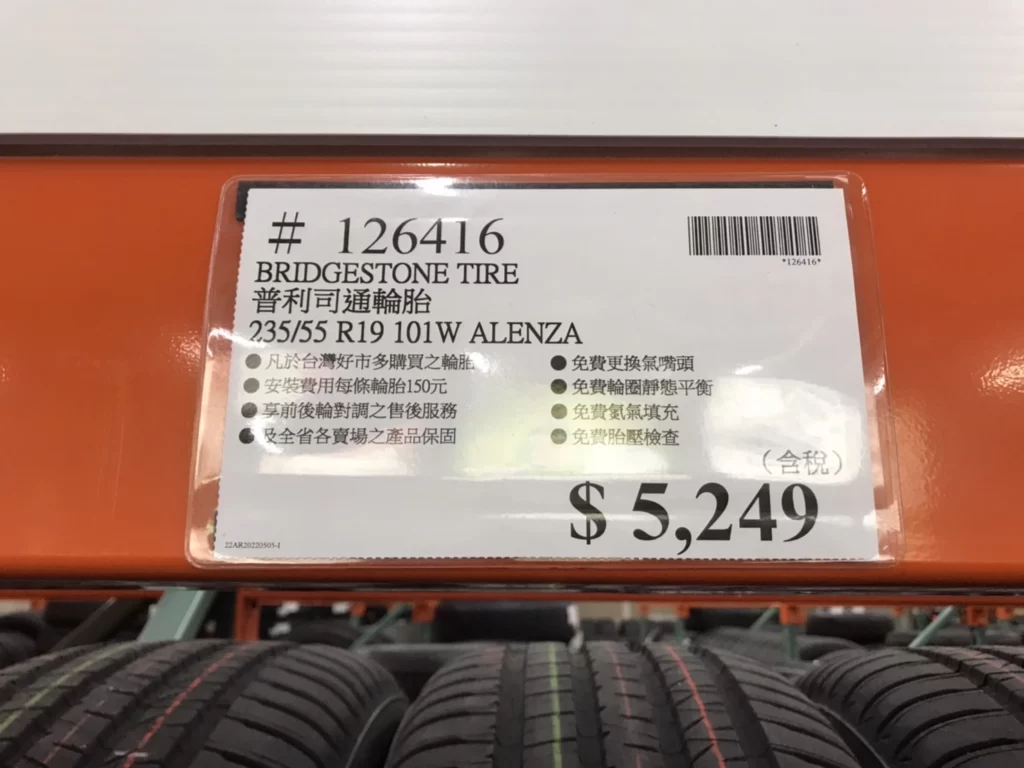 # 126416
*126416*
BRIDGESTONE TIRE
普利司通輪胎
235/55 R19 101W ALENZA
● 凡於台灣好市多購買之輪胎
● 安裝費用每條輪胎150元
● 享前後輪對調之售後服務
● 及全省各賣場之產品保固
● 免費更換氣嘴頭
● 免費輪圈靜態平衡
● 免費氮氣填充
● 免費胎壓檢查
(含稅)
$ 5,249
22AR20220505-1